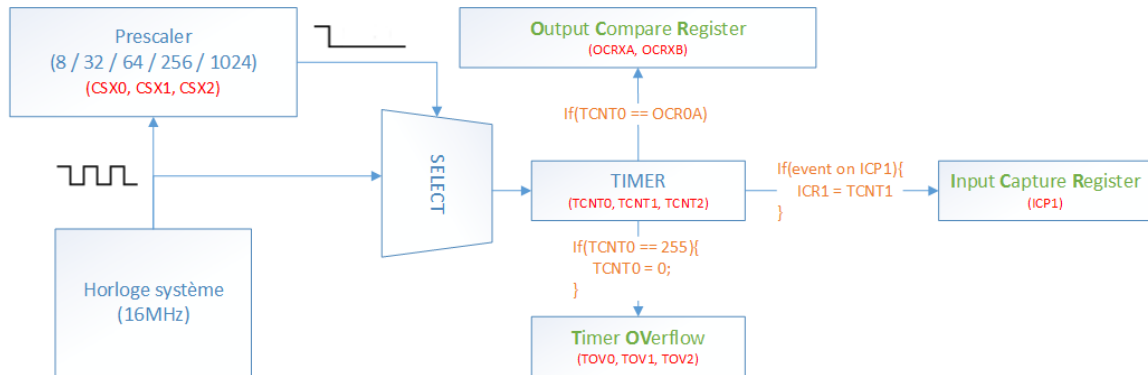 Prescaler
(8 / 32 / 64 / 256 / 1024)
(CSX0, CSX1, CSX2)
Output Compare Register
(OCRXA, OCRXB)
If(TCNT0 == OCR0A)
SELECT
TIMER
(TCNT0, TCNT1, TCNT2)
If(event on ICP1){
ICR1 = TCNT1
}
Input Capture Register
(ICP1)
If(TCNT0 == 255){
TCNT0 = 0;
}
Horloge système
(16MHz)
Timer OVerflow
(TOV0, TOV1, TOV2)